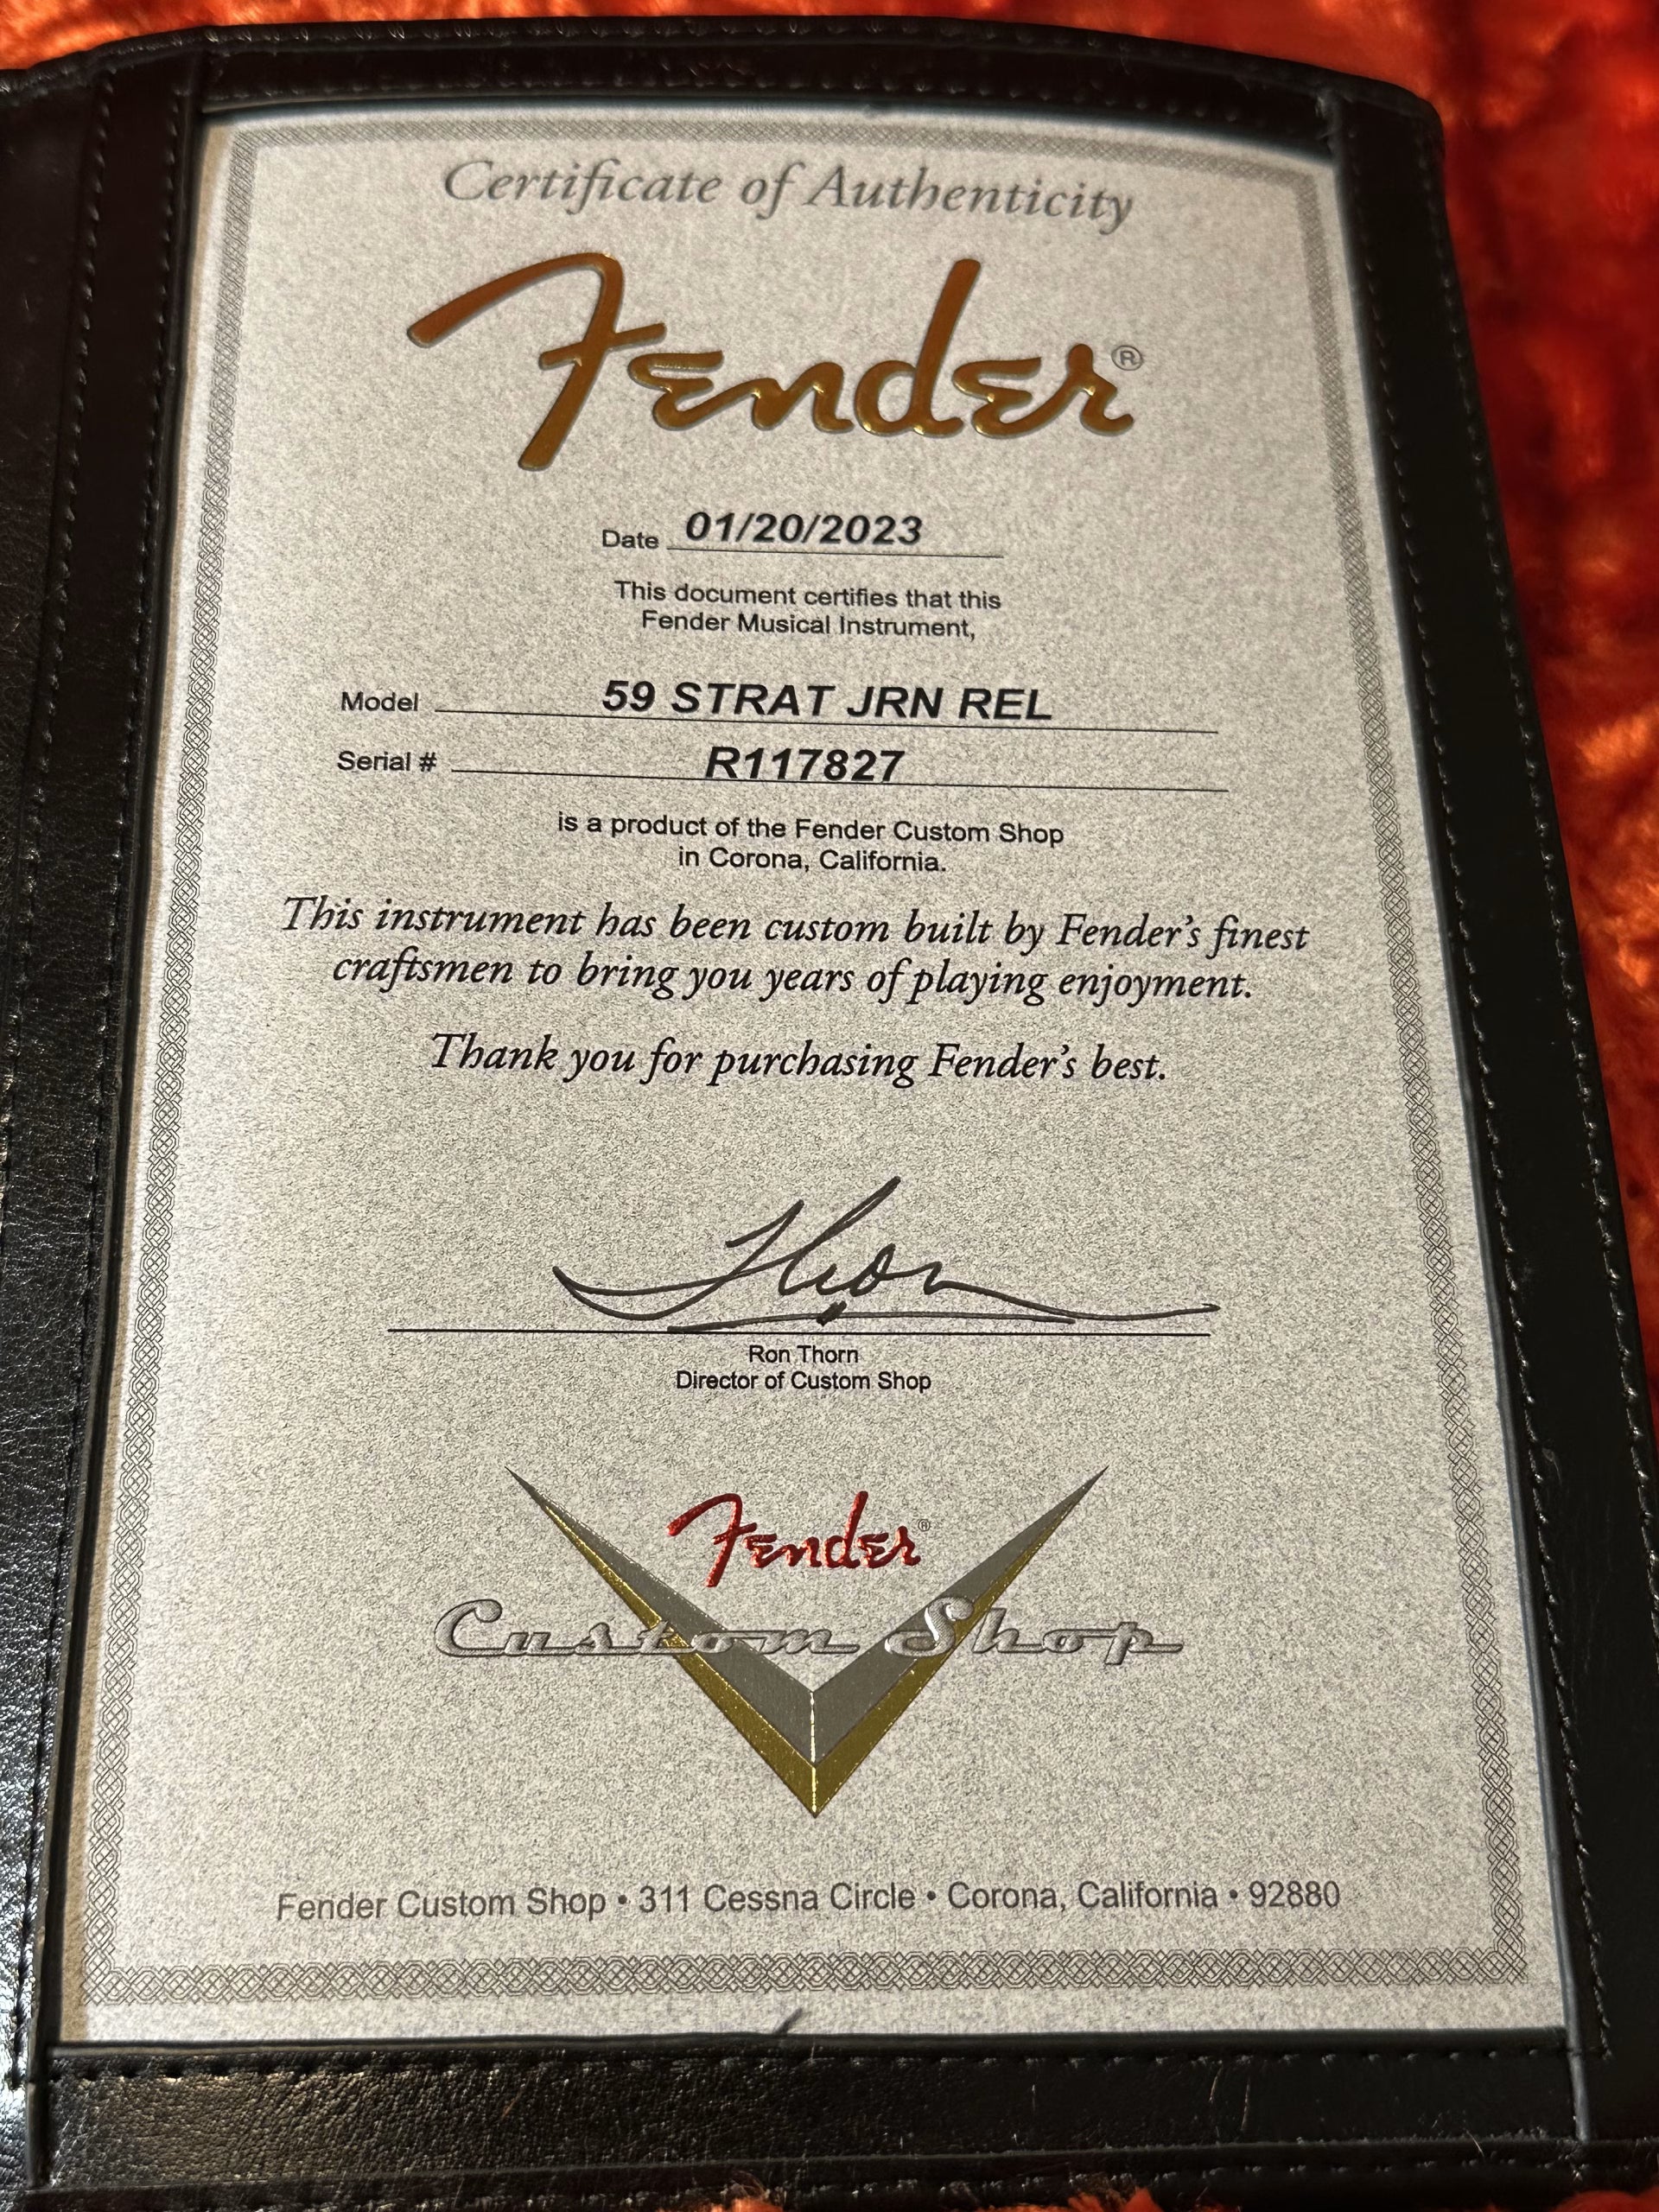 Certificate of Authenticity
Fender®
Date 01/20/2023
This document certifies that this
Fender Musical Instrument,
Model 59 STRAT JRN REL
Serial # R117827
is a product of the Fender Custom Shop
in Corona, California.
This instrument has been custom built by Fender's finest
craftsmen to bring you years of playing enjoyment.
Thank you for purchasing Fender's best.
Thorn
Ron Thorn
Director of Custom Shop
Fender®
Custom Shop
Fender Custom Shop • 311 Cessna Circle • Corona, California • 92880